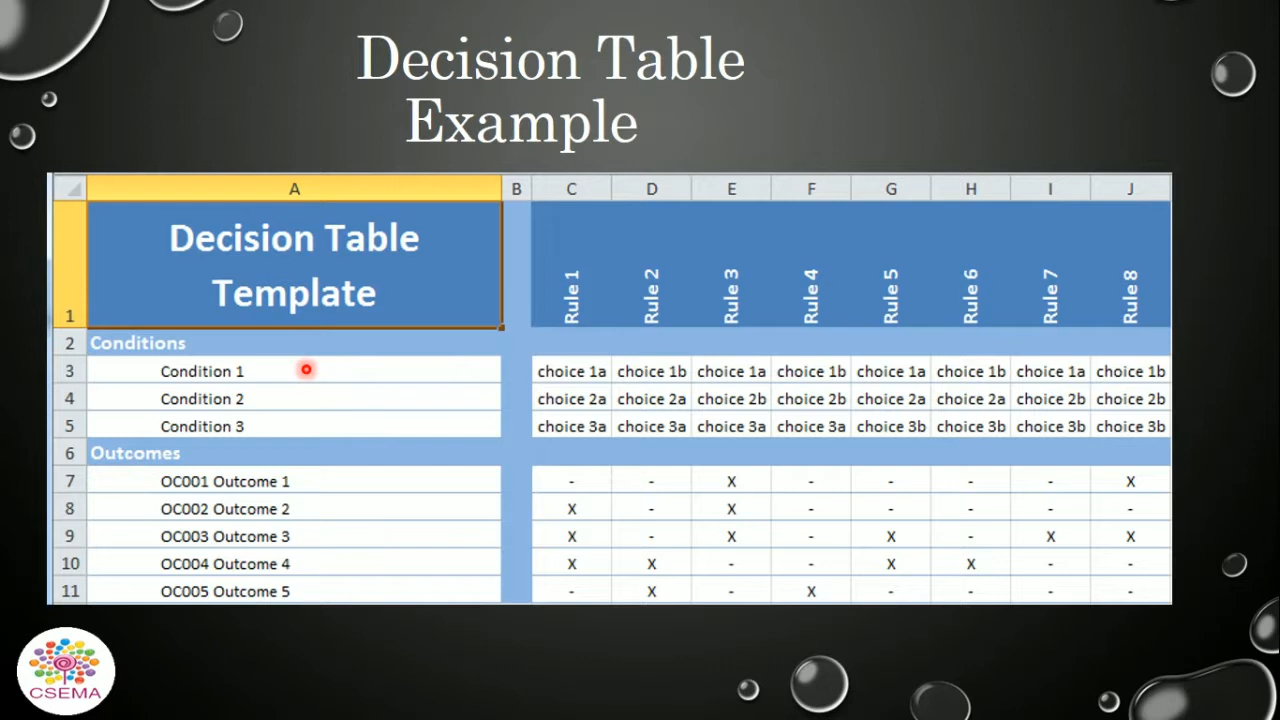 Decision Table
Example
A B C D E F G H I J
1 Decision Table
Template
Rule 1 Rule 2 Rule 3 Rule 4 Rule 5 Rule 6 Rule 7 Rule 8
2 Conditions
3 Condition 1 choice 1a choice 1b choice 1a choice 1b choice 1a choice 1b choice 1a choice 1b
4 Condition 2 choice 2a choice 2a choice 2b choice 2b choice 2a choice 2a choice 2b choice 2b
5 Condition 3 choice 3a choice 3a choice 3a choice 3a choice 3b choice 3b choice 3b choice 3b
6 Outcomes
7 OC001 Outcome 1 - - X - - - - X
8 OC002 Outcome 2 X - X - - - - -
9 OC003 Outcome 3 X - X - X - X X
10 OC004 Outcome 4 X X - - X X - -
11 OC005 Outcome 5 - X - X - - - -
CSEMA